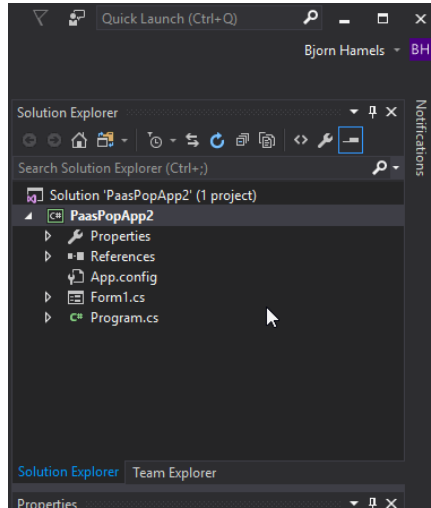 Quick Launch (Ctrl+Q)
Bjorn Hamels BH
Notifications
Solution Explorer
Search Solution Explorer (Ctrl+;)
Solution 'PaasPopApp2' (1 project)
C# PaasPopApp2
Properties
References
App.config
Form1.cs
C# Program.cs
Solution Explorer Team Explorer
Properties